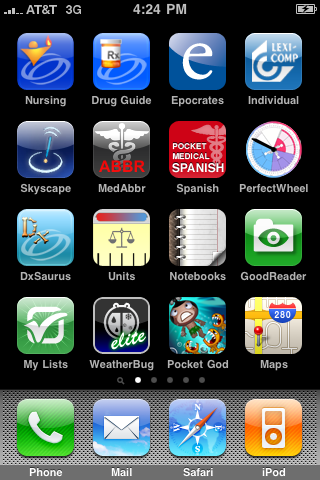 AT&T 3G 4:24 PM
Rx LEXI-
e COMP
Nursing Drug Guide Epocrates Individual
POCKET
MEDICAL
ABBR SPANISH
Skyscape MedAbbr Spanish PerfectWheel
Dx
DxSaurus Units Notebooks GoodReader
280
elite
My Lists WeatherBug Pocket God Maps
Phone Mail Safari iPod